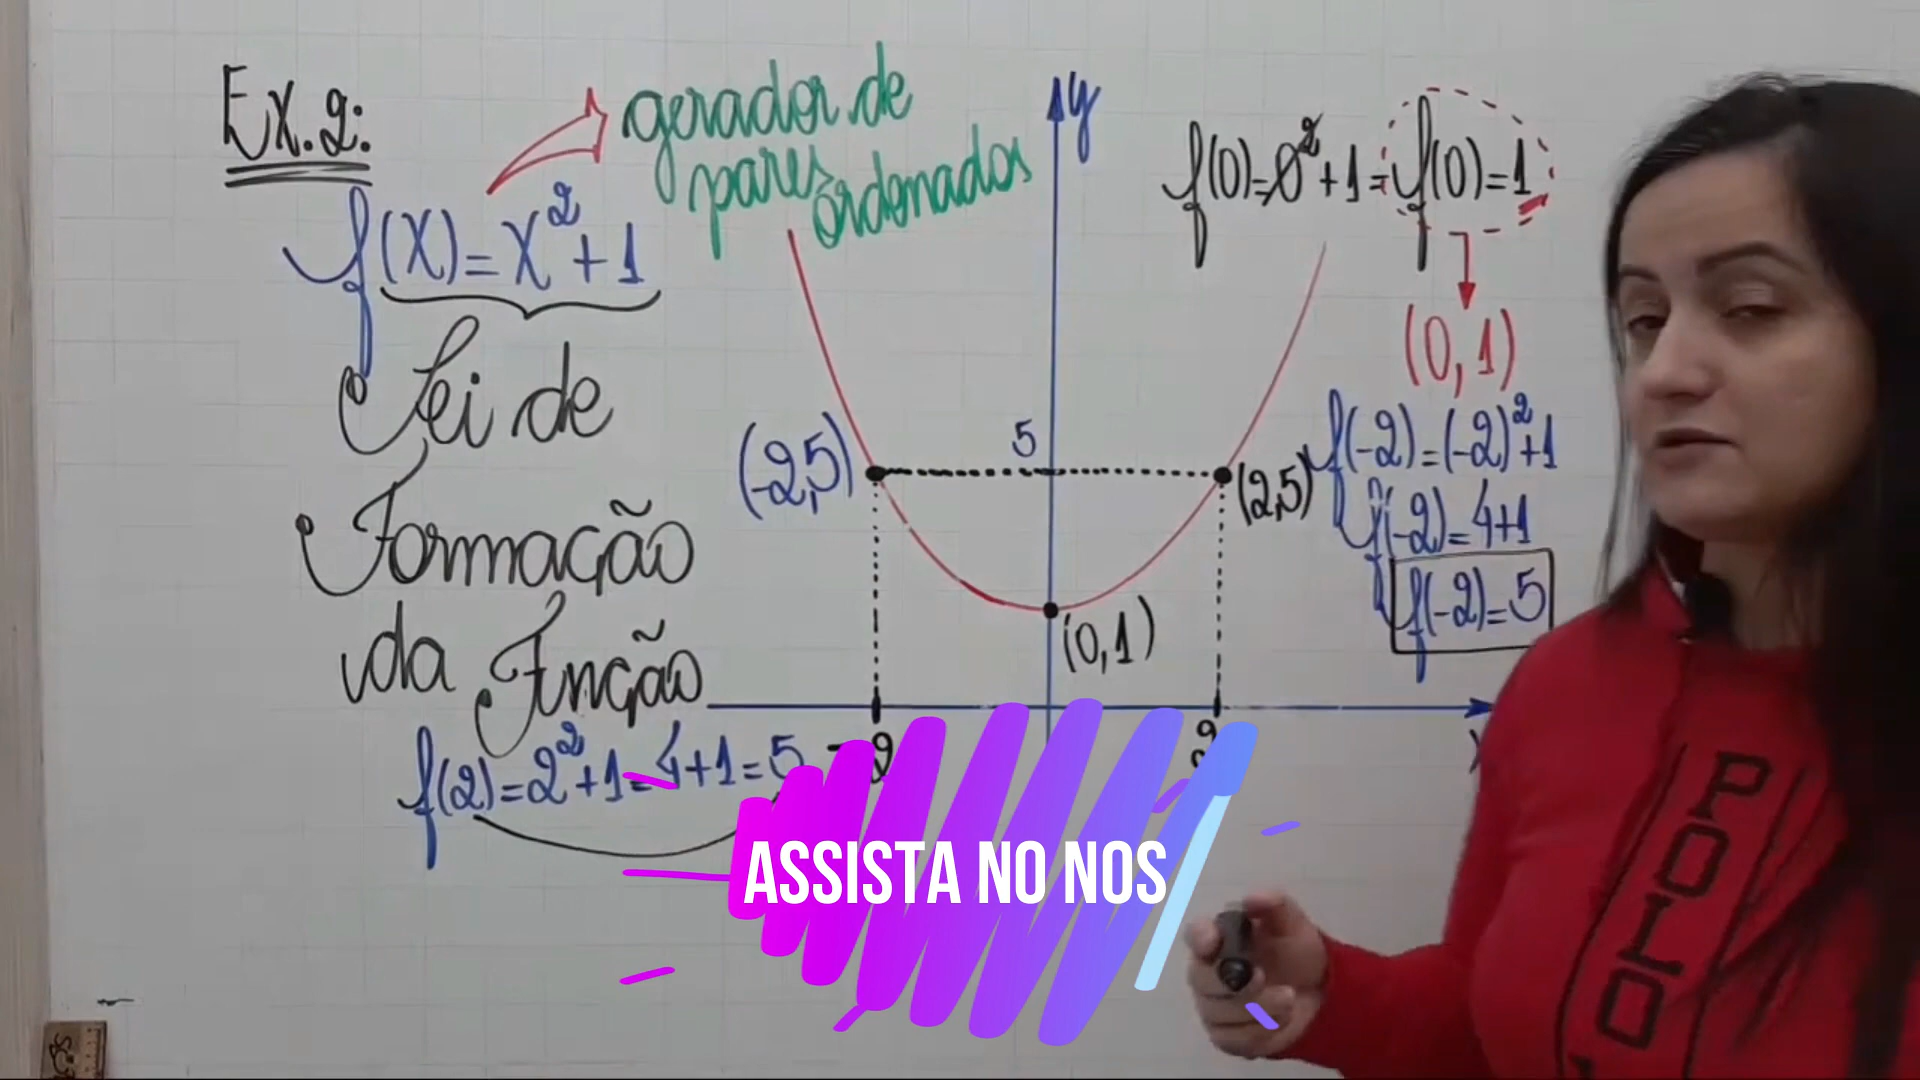 Ex. 2:
f(x)=x²+1
gerador de
pares ordenados
Lei de
Formação
da Função
f(2)=2²+1=4+1=5
y
5
(-2,5)
(2,5)
(0,1)
-2
2
x
f(0)=0²+1=f(0)=1
(0,1)
f(-2)=(-2)²+1
f(-2)=4+1
f(-2)=5
ASSISTA NO NOS
POLO